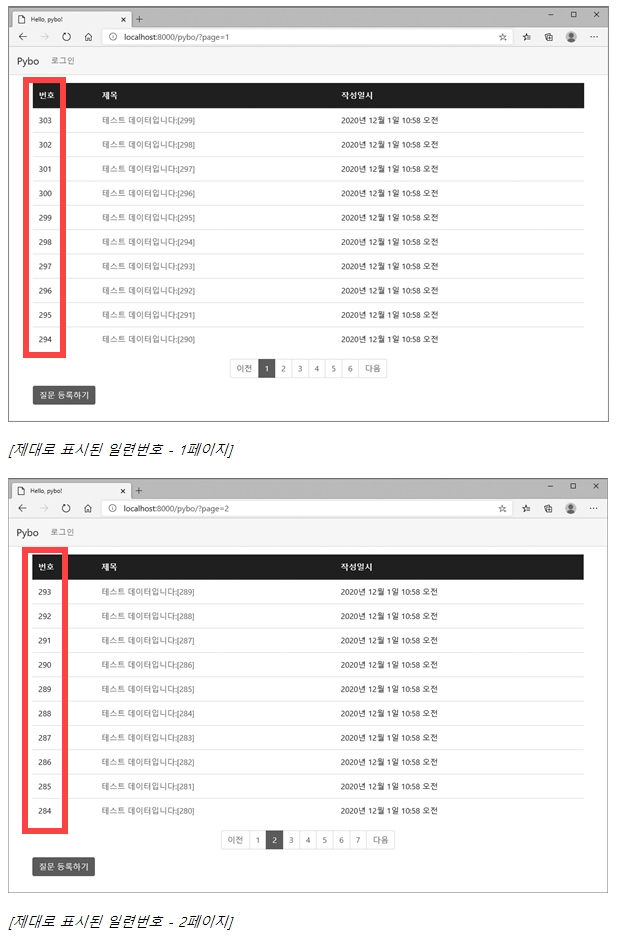 Hello, pybo!
localhost:8000/pybo/?page=1
Pybo 로그인
번호 제목 작성일시
303 테스트 데이터입니다:[299] 2020년 12월 1일 10:58 오전
302 테스트 데이터입니다:[298] 2020년 12월 1일 10:58 오전
301 테스트 데이터입니다:[297] 2020년 12월 1일 10:58 오전
300 테스트 데이터입니다:[296] 2020년 12월 1일 10:58 오전
299 테스트 데이터입니다:[295] 2020년 12월 1일 10:58 오전
298 테스트 데이터입니다:[294] 2020년 12월 1일 10:58 오전
297 테스트 데이터입니다:[293] 2020년 12월 1일 10:58 오전
296 테스트 데이터입니다:[292] 2020년 12월 1일 10:58 오전
295 테스트 데이터입니다:[291] 2020년 12월 1일 10:58 오전
294 테스트 데이터입니다:[290] 2020년 12월 1일 10:58 오전
이전 1 2 3 4 5 6 다음
질문 등록하기
[제대로 표시된 일련번호 - 1페이지]
Hello, pybo!
localhost:8000/pybo/?page=2
Pybo 로그인
번호 제목 작성일시
293 테스트 데이터입니다:[289] 2020년 12월 1일 10:58 오전
292 테스트 데이터입니다:[288] 2020년 12월 1일 10:58 오전
291 테스트 데이터입니다:[287] 2020년 12월 1일 10:58 오전
290 테스트 데이터입니다:[286] 2020년 12월 1일 10:58 오전
289 테스트 데이터입니다:[285] 2020년 12월 1일 10:58 오전
288 테스트 데이터입니다:[284] 2020년 12월 1일 10:58 오전
287 테스트 데이터입니다:[283] 2020년 12월 1일 10:58 오전
286 테스트 데이터입니다:[282] 2020년 12월 1일 10:58 오전
285 테스트 데이터입니다:[281] 2020년 12월 1일 10:58 오전
284 테스트 데이터입니다:[280] 2020년 12월 1일 10:58 오전
이전 1 2 3 4 5 6 7 다음
질문 등록하기
[제대로 표시된 일련번호 - 2페이지]